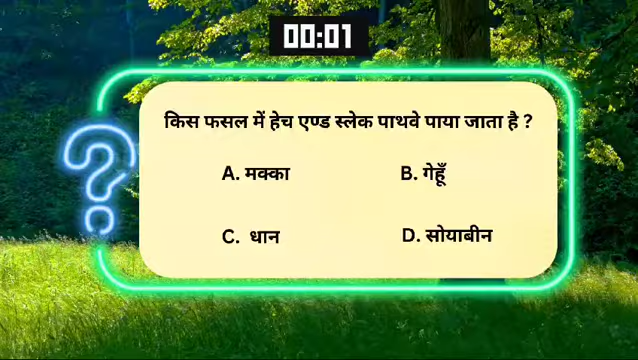 00:01
किस फसल में हेच एण्ड स्लेक पाथवे पाया जाता है ?
A. मक्का
B. गेहूँ
C. धान
D. सोयाबीन